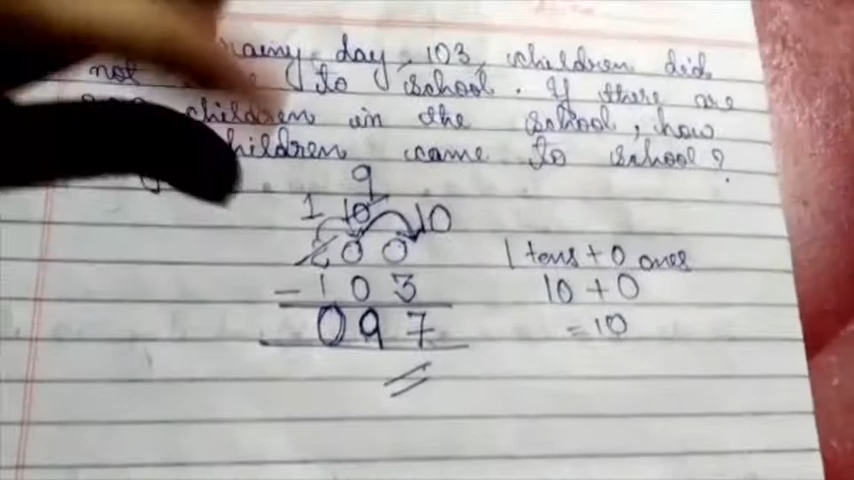 rainy day, 103, children did
not to school. If there are
children in the school, how
children came to school?
9
1 10 10
2 0 0
- 1 0 3
0 9 7
1 tens + 0 ones
10 + 0
= 10